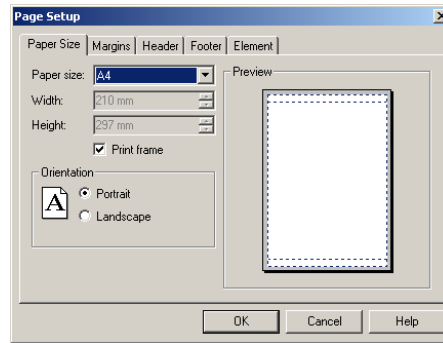 Page Setup
Paper Size Margins Header Footer Element
Paper size: A4
Width: 210 mm
Height: 297 mm
Print frame
Orientation
A
Portrait
Landscape
Preview
OK Cancel Help